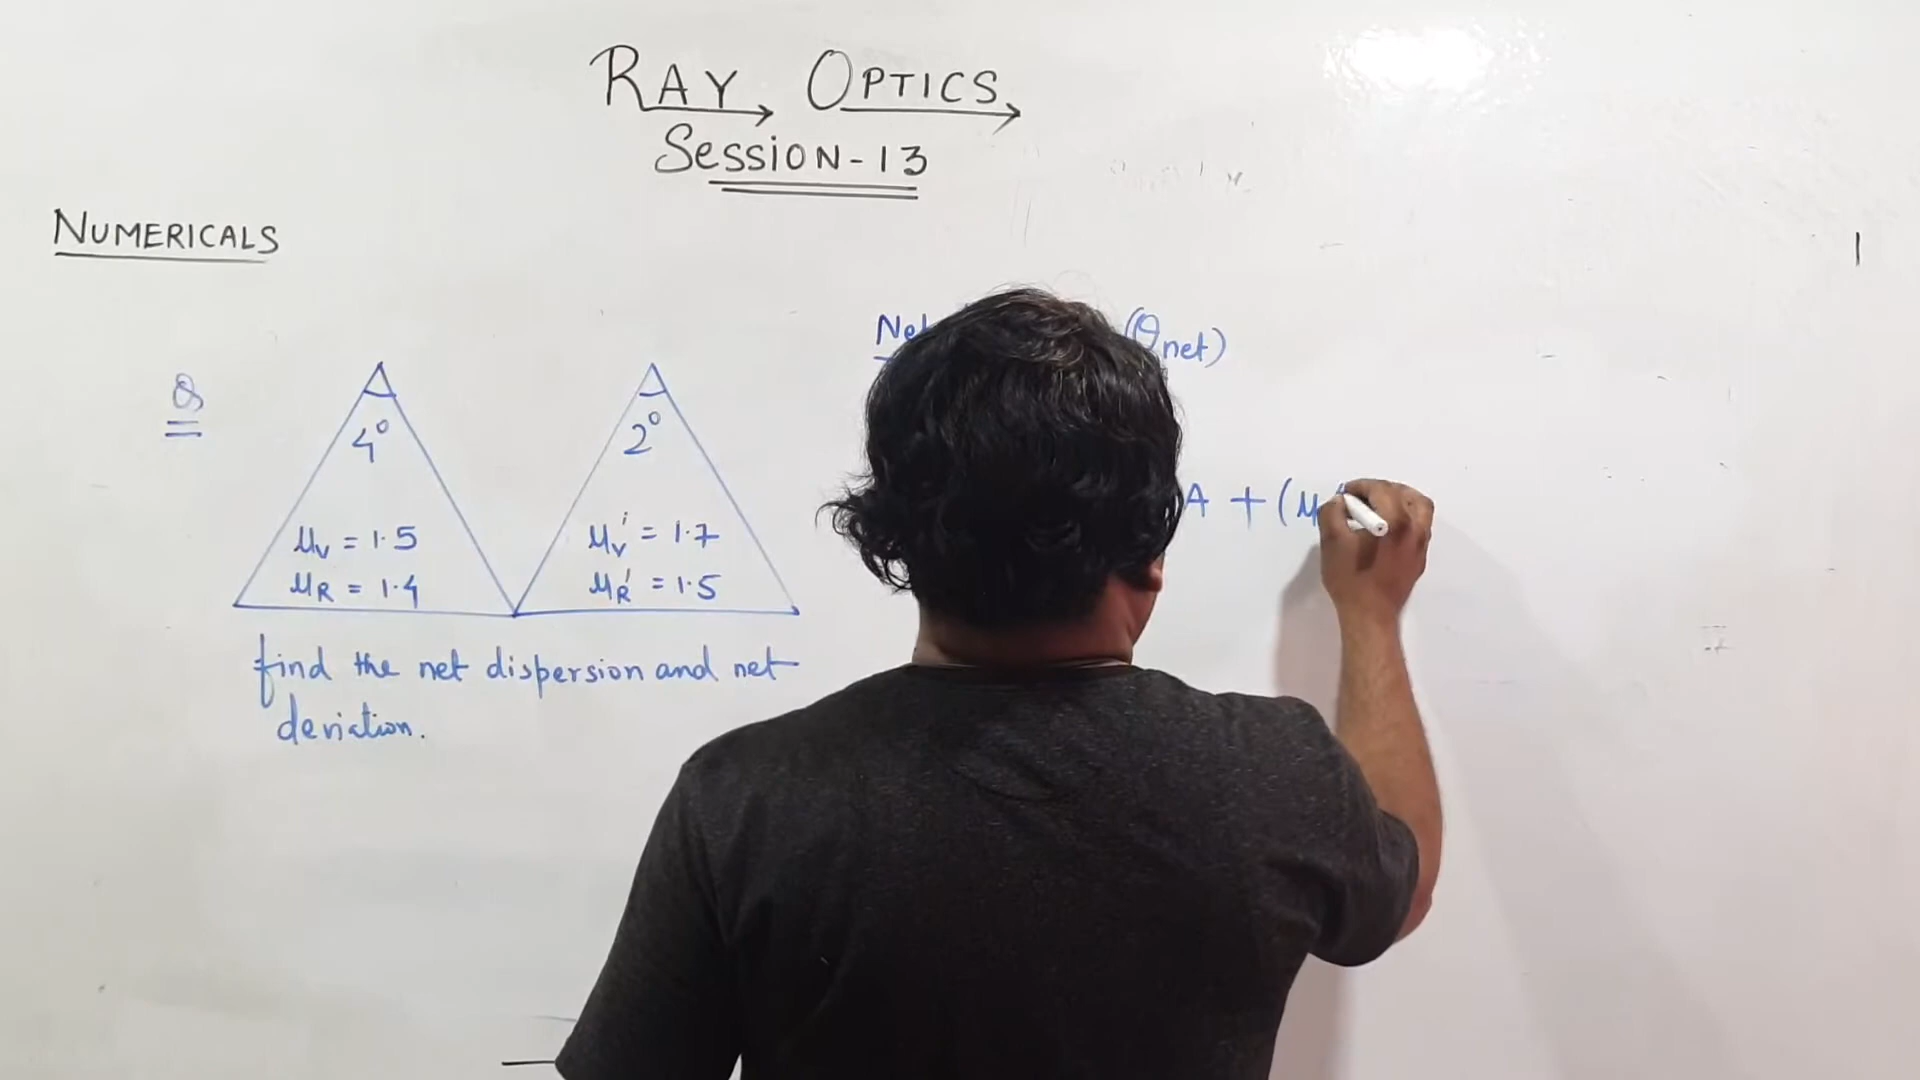 RAY OPTICS
SESSION-13
NUMERICALS
Q
4°
μv = 1.5
μR = 1.4
2°
μv' = 1.7
μR' = 1.5
find the net dispersion and net
deviation.
(θnet)
A + (μ